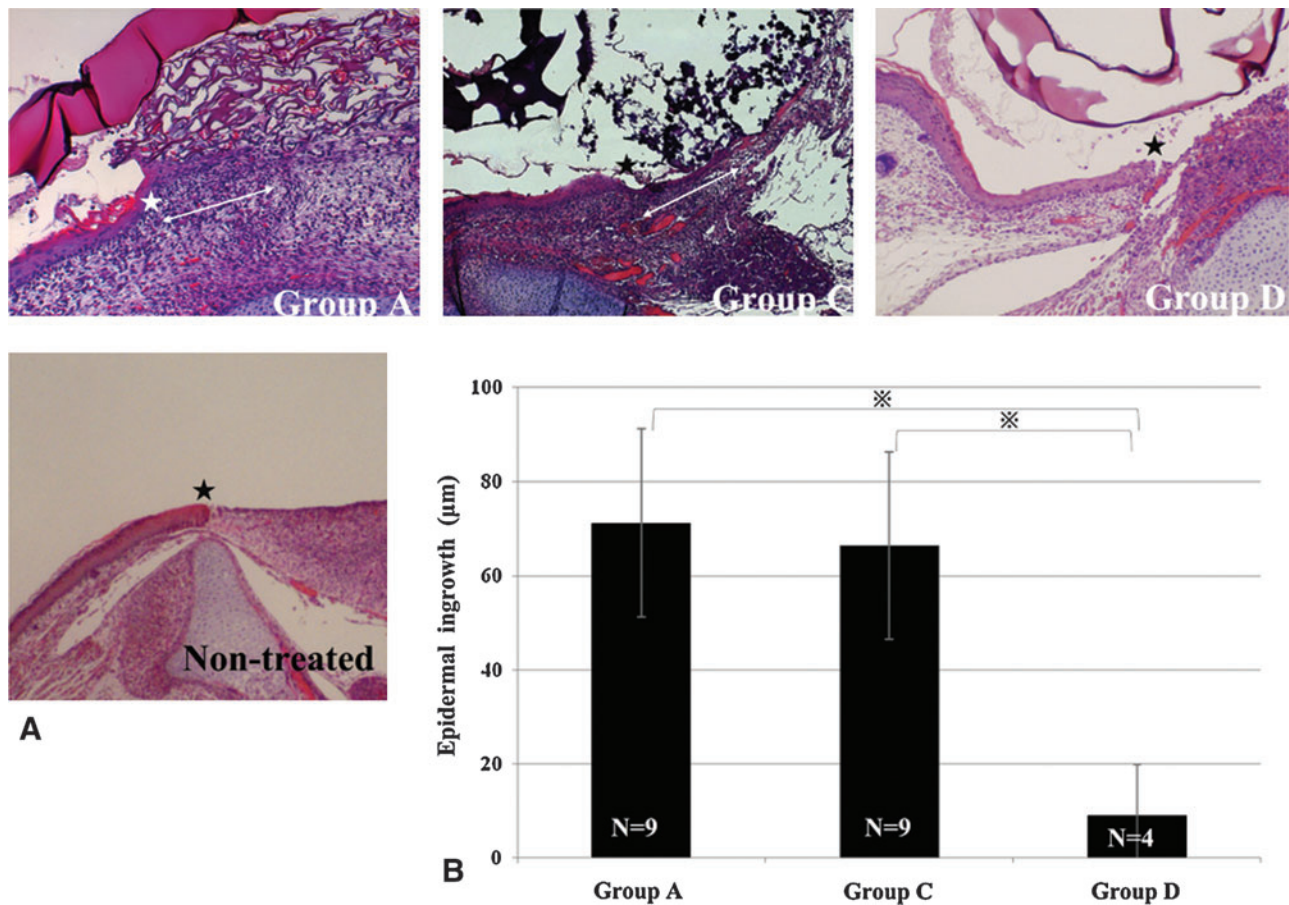 Group A
Group C
Group D
Non-treated
A
Epidermal ingrowth (μm)
100
80
60
40
20
0
※
※
N=9
N=9
N=4
Group A
Group C
Group D
B